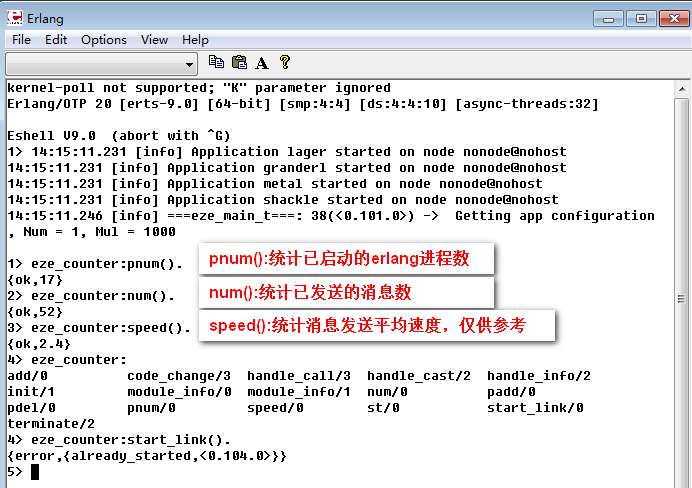 Erlang
File Edit Options View Help
kernel-poll not supported; "K" parameter ignored
Erlang/OTP 20 [erts-9.0] [64-bit] [smp:4:4] [ds:4:4:10] [async-threads:32]
Eshell V9.0  (abort with ^G)
1> 14:15:11.231 [info] Application lager started on node nonode@nohost
14:15:11.231 [info] Application granderl started on node nonode@nohost
14:15:11.231 [info] Application metal started on node nonode@nohost
14:15:11.231 [info] Application shackle started on node nonode@nohost
14:15:11.246 [info] ===eze_main_t===: 38(<0.101.0>) ->  Getting app configuration
, Num = 1, Mul = 1000
1> eze_counter:pnum().
pnum():统计已启动的erlang进程数
{ok,17}
2> eze_counter:num().
num():统计已发送的消息数
{ok,52}
3> eze_counter:speed().
speed():统计消息发送平均速度，仅供参考
{ok,2.4}
4> eze_counter:
add/0 code_change/3 handle_call/3 handle_cast/2 handle_info/2
init/1 module_info/0 module_info/1 num/0 padd/0
pdel/0 pnum/0 speed/0 st/0 start_link/0
terminate/2
4> eze_counter:start_link().
{error,{already_started,<0.104.0>}}
5>